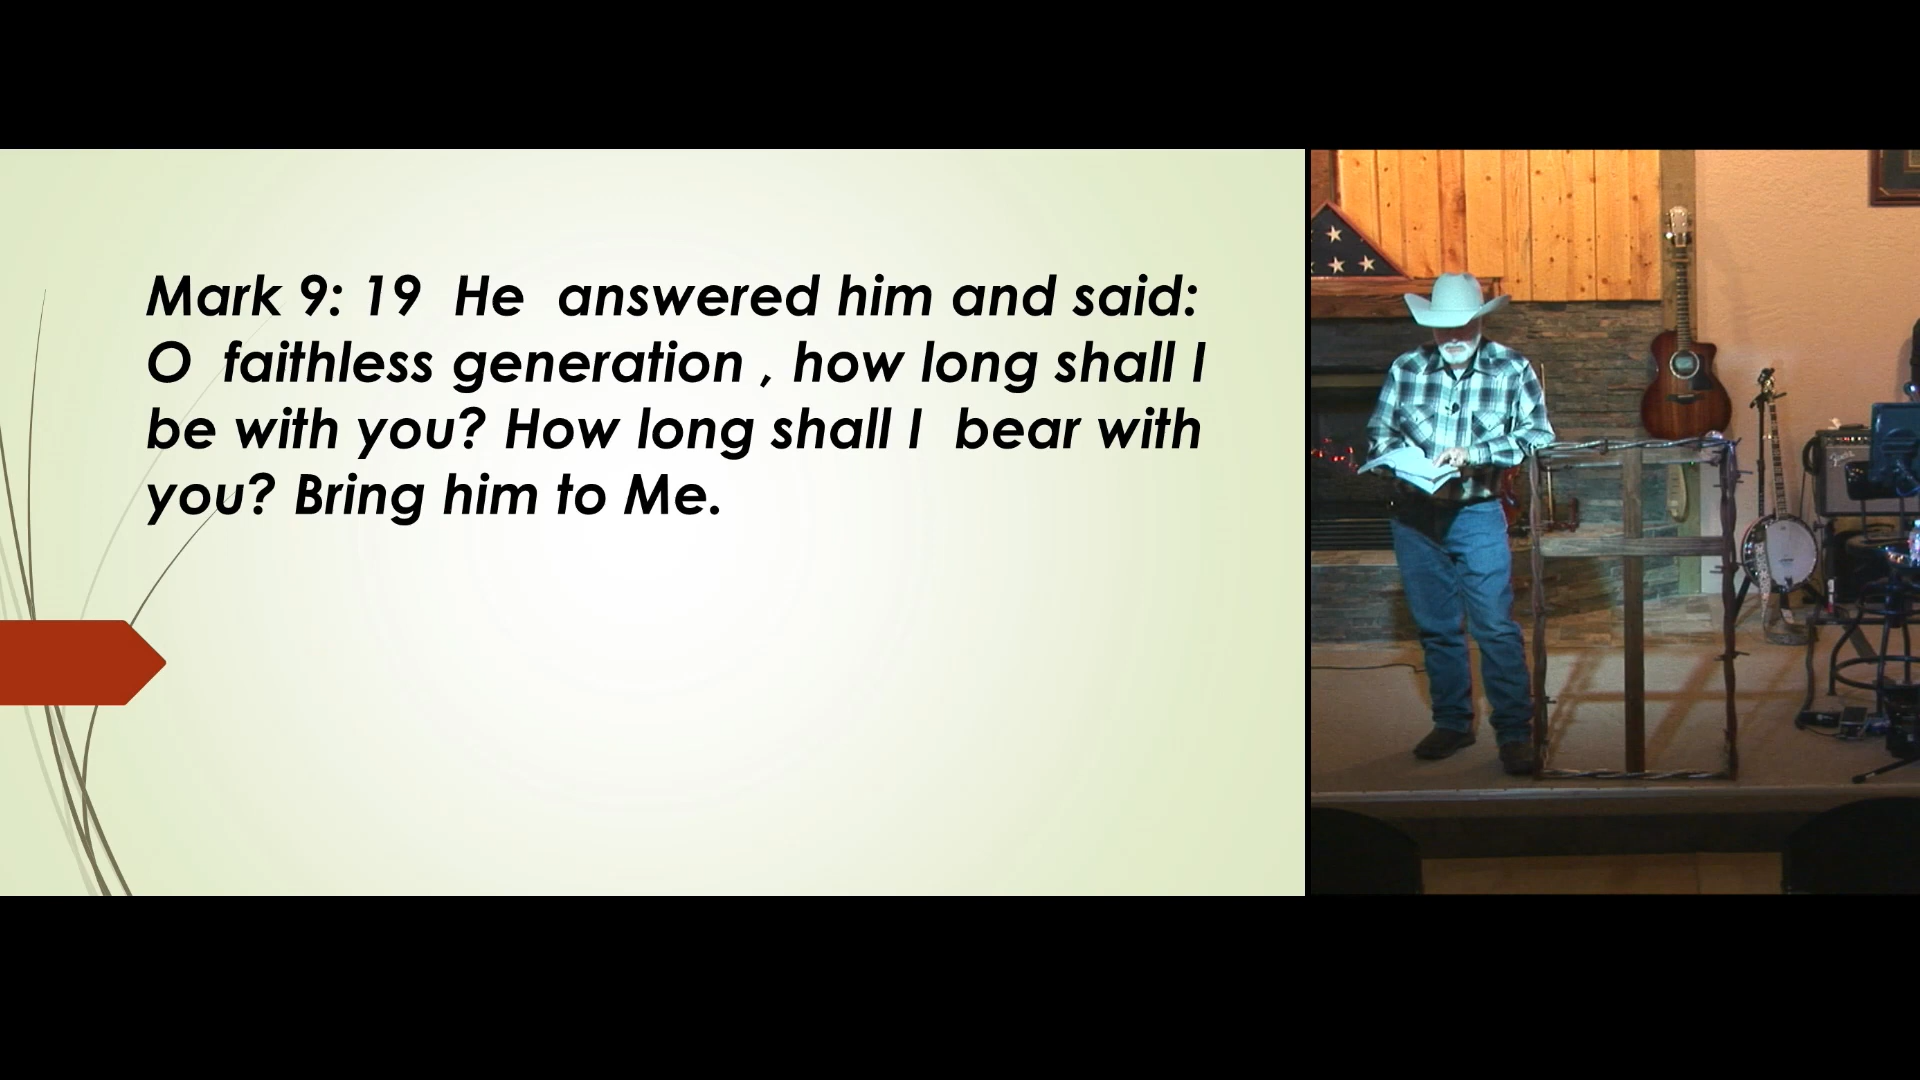 Mark 9: 19  He  answered him and said:
O  faithless generation , how long shall I
be with you? How long shall I  bear with
you? Bring him to Me.